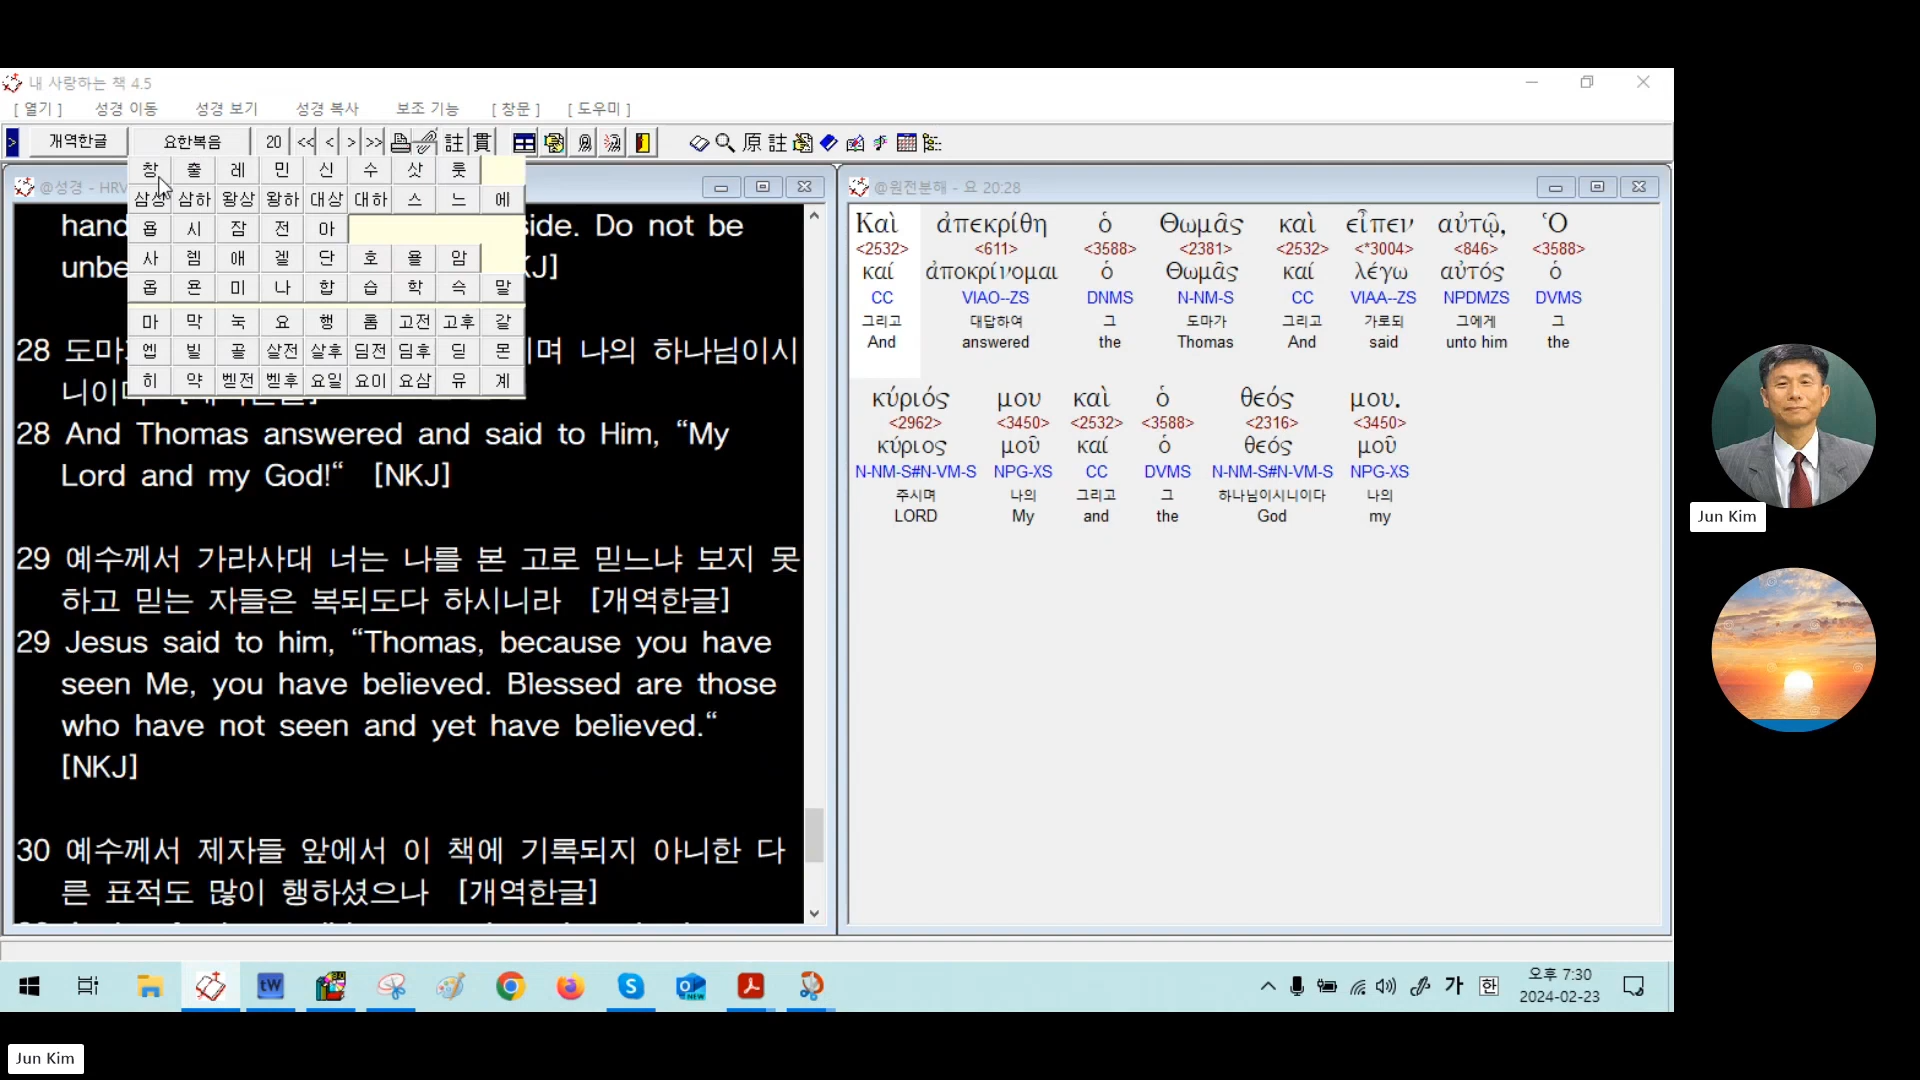 내 사랑하는 책 4.5
[ 열기 ] 성경 이동 성경 보기 성경 복사 보조 기능 [ 창문 ] [ 도우미 ]
> 개역한글 요한복음 20 << < > >> 註 貫 原 註
창 출 레 민 신 수 삿 룻
삼상 삼하 왕상 왕하 대상 대하 스 느 에
욥 시 잠 전 아
사 렘 애 겔 단 호 욜 암
옵 욘 미 나 합 습 학 슥 말
마 막 눅 요 행 롬 고전 고후 갈
엡 빌 골 살전 살후 딤전 딤후 딛 몬
히 약 벧전 벧후 요일 요이 요삼 유 계
@성경 - HRV
hand side. Do not be
unbe KJ]
28 도마 며 나의 하나님이시
니이
28 And Thomas answered and said to Him, “My
Lord and my God!“ [NKJ]
29 예수께서 가라사대 너는 나를 본 고로 믿느냐 보지 못
하고 믿는 자들은 복되도다 하시니라 [개역한글]
29 Jesus said to him, “Thomas, because you have
seen Me, you have believed. Blessed are those
who have not seen and yet have believed.“
[NKJ]
30 예수께서 제자들 앞에서 이 책에 기록되지 아니한 다
른 표적도 많이 행하셨으나 [개역한글]
@원전분해 - 요 20:28
Καὶ ἀπεκρίθη ὁ Θωμᾶς καὶ εἶπεν αὐτῷ, Ὁ
<2532> <611> <3588> <2381> <2532> <*3004> <846> <3588>
καί ἀποκρίνομαι ὁ Θωμᾶς καί λέγω αὐτός ὁ
CC VIAO--ZS DNMS N-NM-S CC VIAA--ZS NPDMZS DVMS
그리고 대답하여 그 도마가 그리고 가로되 그에게 그
And answered the Thomas And said unto him the
κύριός μου καὶ ὁ θεός μου.
<2962> <3450> <2532> <3588> <2316> <3450>
κύριος μοῦ καί ὁ θεός μοῦ
N-NM-S#N-VM-S NPG-XS CC DVMS N-NM-S#N-VM-S NPG-XS
주시며 나의 그리고 그 하나님이시니이다 나의
LORD My and the God my
Jun Kim
tW
S
NEW
가 한
오후 7:30
2024-02-23
Jun Kim